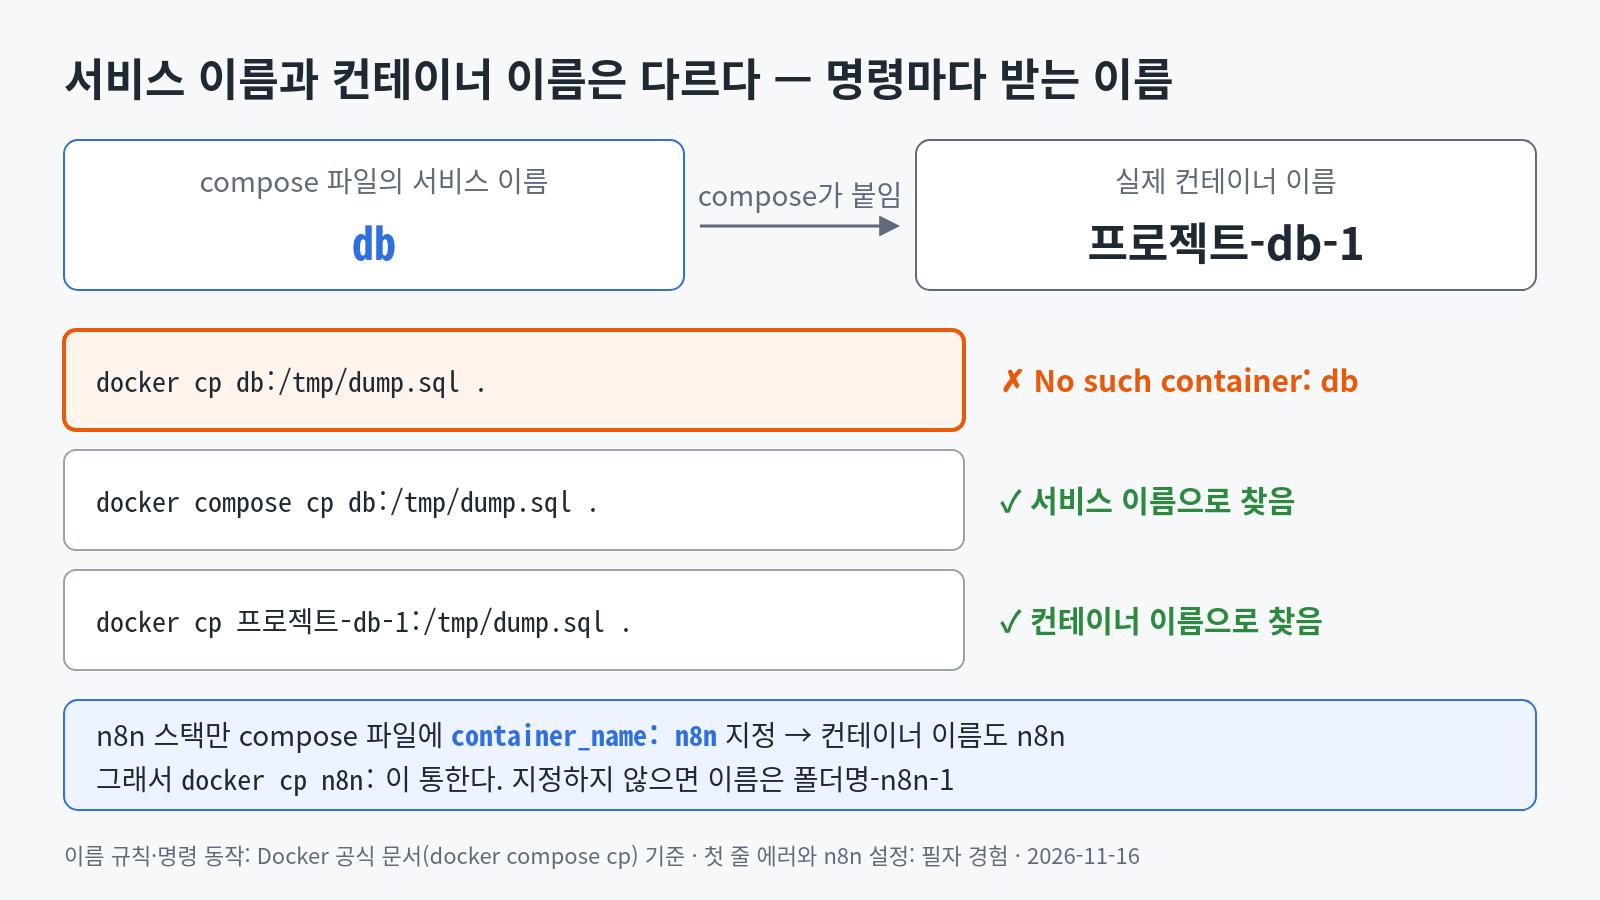 서비스 이름과 컨테이너 이름은 다르다 — 명령마다 받는 이름
compose 파일의 서비스 이름
db
compose가 붙임
실제 컨테이너 이름
프로젝트-db-1
docker cp db:/tmp/dump.sql .
✗ No such container: db
docker compose cp db:/tmp/dump.sql .
✓ 서비스 이름으로 찾음
docker cp 프로젝트-db-1:/tmp/dump.sql .
✓ 컨테이너 이름으로 찾음
n8n 스택만 compose 파일에 container_name: n8n 지정 → 컨테이너 이름도 n8n
그래서 docker cp n8n: 이 통한다. 지정하지 않으면 이름은 폴더명-n8n-1
이름 규칙·명령 동작: Docker 공식 문서(docker compose cp) 기준 · 첫 줄 에러와 n8n 설정: 필자 경험 · 2026-11-16